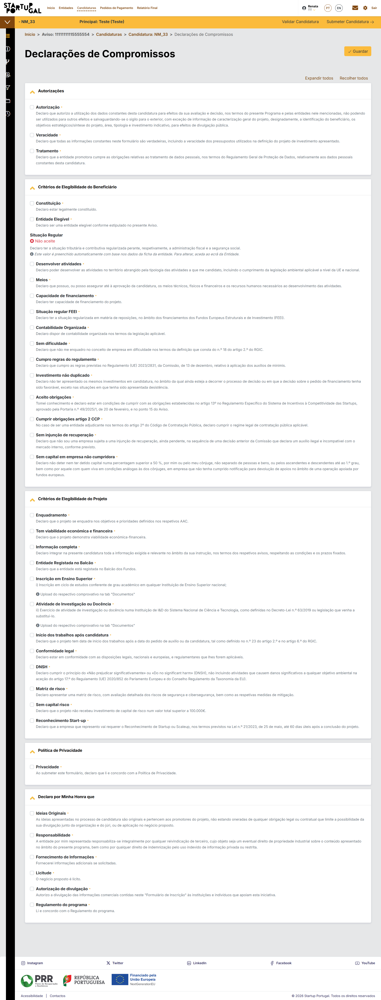 STARTUP
PORTUGAL
Início
Entidades
Candidaturas
Pedidos de Pagamento
Relatório Final
Renata
TT
PT
EN
Sair
- NM_33
Principal: Teste (Teste)
Validar Candidatura
Submeter Candidatura
Início > Aviso: 11111111115555554 > Candidaturas > Candidatura: NM_33 > Declarações de Compromissos
Declarações de Compromissos
Guardar
Expandir todos
Recolher todos
Autorizações
Autorização *
Declaro que autorizo a utilização dos dados constantes desta candidatura para efeitos da sua avaliação e decisão, nos termos do presente Programa e pelas entidades nele mencionadas, não podendo
ser utilizados para outros efeitos e salvaguardando-se o sigilo para o exterior, com exceção de informação de caracterização geral do projeto, designadamente, a identificação do beneficiário, os
objetivos estratégicos/síntese do projeto, área, tipologia e investimento indicativo, para efeitos de divulgação pública.
Veracidade *
Declaro que todas as informações constantes neste formulário são verdadeiras, incluindo a veracidade dos pressupostos utilizados na definição do projeto de investimento apresentado.
Tratamento *
Declaro que a entidade promotora cumpre as obrigações relativas ao tratamento de dados pessoais, nos termos do Regulamento Geral de Proteção de Dados, relativamente aos dados pessoais
constantes desta candidatura.
Critérios de Elegibilidade do Beneficiário
Constituição *
Declaro estar legalmente constituído.
Entidade Elegível *
Declaro ser uma entidade elegível conforme estipulado no presente Aviso.
Situação Regular
Não aceite
Declaro ter a situação tributária e contributiva regularizada perante, respetivamente, a administração fiscal e a segurança social.
Este valor é preenchido automaticamente com base nos dados da ficha da entidade. Para alterar, aceda ao ecrã da Entidade.
Desenvolver atividades *
Declaro poder desenvolver as atividades no território abrangido pela tipologia das atividades a que me candidato, incluindo o cumprimento da legislação ambiental aplicável a nível da UE e nacional.
Meios *
Declaro que possuo, ou posso assegurar até à aprovação da candidatura, os meios técnicos, físicos e financeiros e os recursos humanos necessários ao desenvolvimento das atividades.
Capacidade de financiamento *
Declaro ter capacidade de financiamento do projeto.
Situação regular FEEI *
Declaro ter a situação regularizada em matéria de reposições, no âmbito dos financiamentos dos Fundos Europeus Estruturais e de Investimento (FEEI).
Contabilidade Organizada *
Declaro dispor de contabilidade organizada nos termos da legislação aplicável.
Sem dificuldade *
Declaro que não me enquadro no conceito de empresa em dificuldade nos termos da definição que consta do n.º 18 do artigo 2.º do RGIC.
Cumpro regras do regulamento *
Declaro que cumpro as regras previstas no Regulamento (UE) 2023/2831, da Comissão, de 13 de dezembro, relativo à aplicação dos auxílios de minimis.
Investimento não duplicado *
Declaro não ter apresentado os mesmos investimentos em candidatura, no âmbito da qual ainda esteja a decorrer o processo de decisão ou em que a decisão sobre o pedido de financiamento tenha
sido favorável, exceto nas situações em que tenha sido apresentada desistência.
Aceito obrigações *
Tomei conhecimento e declaro estar em condições de cumprir com as obrigações estabelecidas no artigo 13º no Regulamento Específico do Sistema de Incentivos à Competitividade das Startups,
aprovado pela Portaria n.º 49/2025/1, de 20 de fevereiro, e no ponto 15 do Aviso.
Cumprir obrigações artigo 2 CCP *
No caso de ser uma entidade adjudicante nos termos do artigo 2º do Código de Contratação Pública, declaro cumprir o regime legal de contratação pública aplicável.
Sem injunção de recuperação *
Declaro que não sou uma empresa sujeita a uma injunção de recuperação, ainda pendente, na sequência de uma decisão anterior da Comissão que declara um auxílio ilegal e incompatível com o
mercado interno, conforme previsto.
Sem capital em empresa não cumpridora *
Declaro não deter nem ter detido capital numa percentagem superior a 50 %, por mim ou pelo meu cônjuge, não separado de pessoas e bens, ou pelos ascendentes e descendentes até ao 1.º grau,
bem como por aquele com quem viva em condições análogas às dos cônjuges, em empresa que não tenha cumprido notificação para devolução de apoios no âmbito de uma operação apoiada por
fundos europeus.
Critérios de Elegibilidade do Projeto
Enquadramento *
Declaro que o projeto se enquadra nos objetivos e prioridades definidos nos respetivos AAC.
Tem viabilidade económica e financeira *
Declaro que o projeto demonstra viabilidade económica-financeira.
Informação completa *
Declaro integrar na presente candidatura toda a informação exigida e relevante no âmbito da sua instrução, nos termos dos respetivos avisos, respeitando as condições e os prazos fixados.
Entidade Registada no Balcão *
Declaro que a entidade está registada no Balcão dos Fundos.
Inscrição em Ensino Superior *
i) Inscrição em ciclo de estudos conferente de grau académico em qualquer Instituição de Ensino Superior nacional;
Upload do respectivo comprovativo na tab "Documentos"
Atividade de Investigação ou Docência *
ii) Exercício de atividade de investigação ou docência numa Instituição de I&D do Sistema Nacional de Ciência e Tecnologia, como definidas no Decreto-Lei n.º 63/2019 ou legislação que venha a
substituí-lo.
Upload do respectivo comprovativo na tab "Documentos"
Início dos trabalhos após candidatura *
Declaro que o projeto tem data de início dos trabalhos após a data do pedido de auxílio ou da candidatura, tal como definido no n.º 23 do artigo 2.º e no artigo 6.º do RGIC.
Conformidade legal *
Declaro estar em conformidade com as disposições legais, nacionais e europeias, e regulamentares que lhes forem aplicáveis.
DNSH *
Declaro cumprir o princípio do «Não prejudicar significativamente» ou «Do no significant harm» (DNSH), não incluindo atividades que causem danos significativos a qualquer objetivo ambiental na
aceção do artigo 17.º do Regulamento (UE) 2020/852 do Parlamento Europeu e do Conselho Regulamento da Taxonomia da EU).
Matriz de risco *
Declaro apresentar uma matriz de risco, com avaliação detalhada dos riscos de segurança e cibersegurança, bem como as respetivas medidas de mitigação.
Sem capital risco *
Declaro que o projeto não recebeu investimento de capital de risco num valor total superior a 100.000€.
Reconhecimento Start-up *
Declaro que a empresa que represento vai requerer o Reconhecimento de Startup ou Scaleup, nos termos previstos na Lei n.º 21/2023, de 25 de maio, até 60 dias úteis após a conclusão do projeto.
Política de Privacidade
Privacidade *
Ao submeter este formulário, declaro que li e concordo com a Política de Privacidade.
Declaro por Minha Honra que
Ideias Originais *
As ideias apresentadas no processo de candidatura são originais e pertencem aos promotores do projeto, não estando oneradas de qualquer obrigação legal ou contratual que limite a possibilidade da
sua divulgação junto da organização e do júri, ou de aplicação no negócio proposto.
Responsabilidade *
A entidade por mim representada responsabiliza-se integralmente por qualquer reivindicação de terceiro, cujo objeto seja um eventual direito de propriedade industrial sobre o conteúdo apresentado
no âmbito do presente programa, bem como por qualquer direito de indemnização pelo uso indevido de informação privada ou restrita.
Fornecimento de Informações *
Fornecerei informações adicionais se solicitadas.
Licitude *
O negócio proposto é lícito.
Autorização de divulgação *
Autorizo a divulgação das informações comerciais contidas neste "Formulário de Inscrição" às instituições e indivíduos que apoiam esta iniciativa.
Regulamento do programa *
Li e concordo com o Regulamento do programa.
Instagram
Twitter
LinkedIn
Facebook
YouTube
PRR
Plano de Recuperação
e Resiliência
REPÚBLICA
PORTUGUESA
Financiado pela
União Europeia
NextGenerationEU
Acessibilidade | Contactos
© 2026 Startup Portugal. Todos os direitos reservados